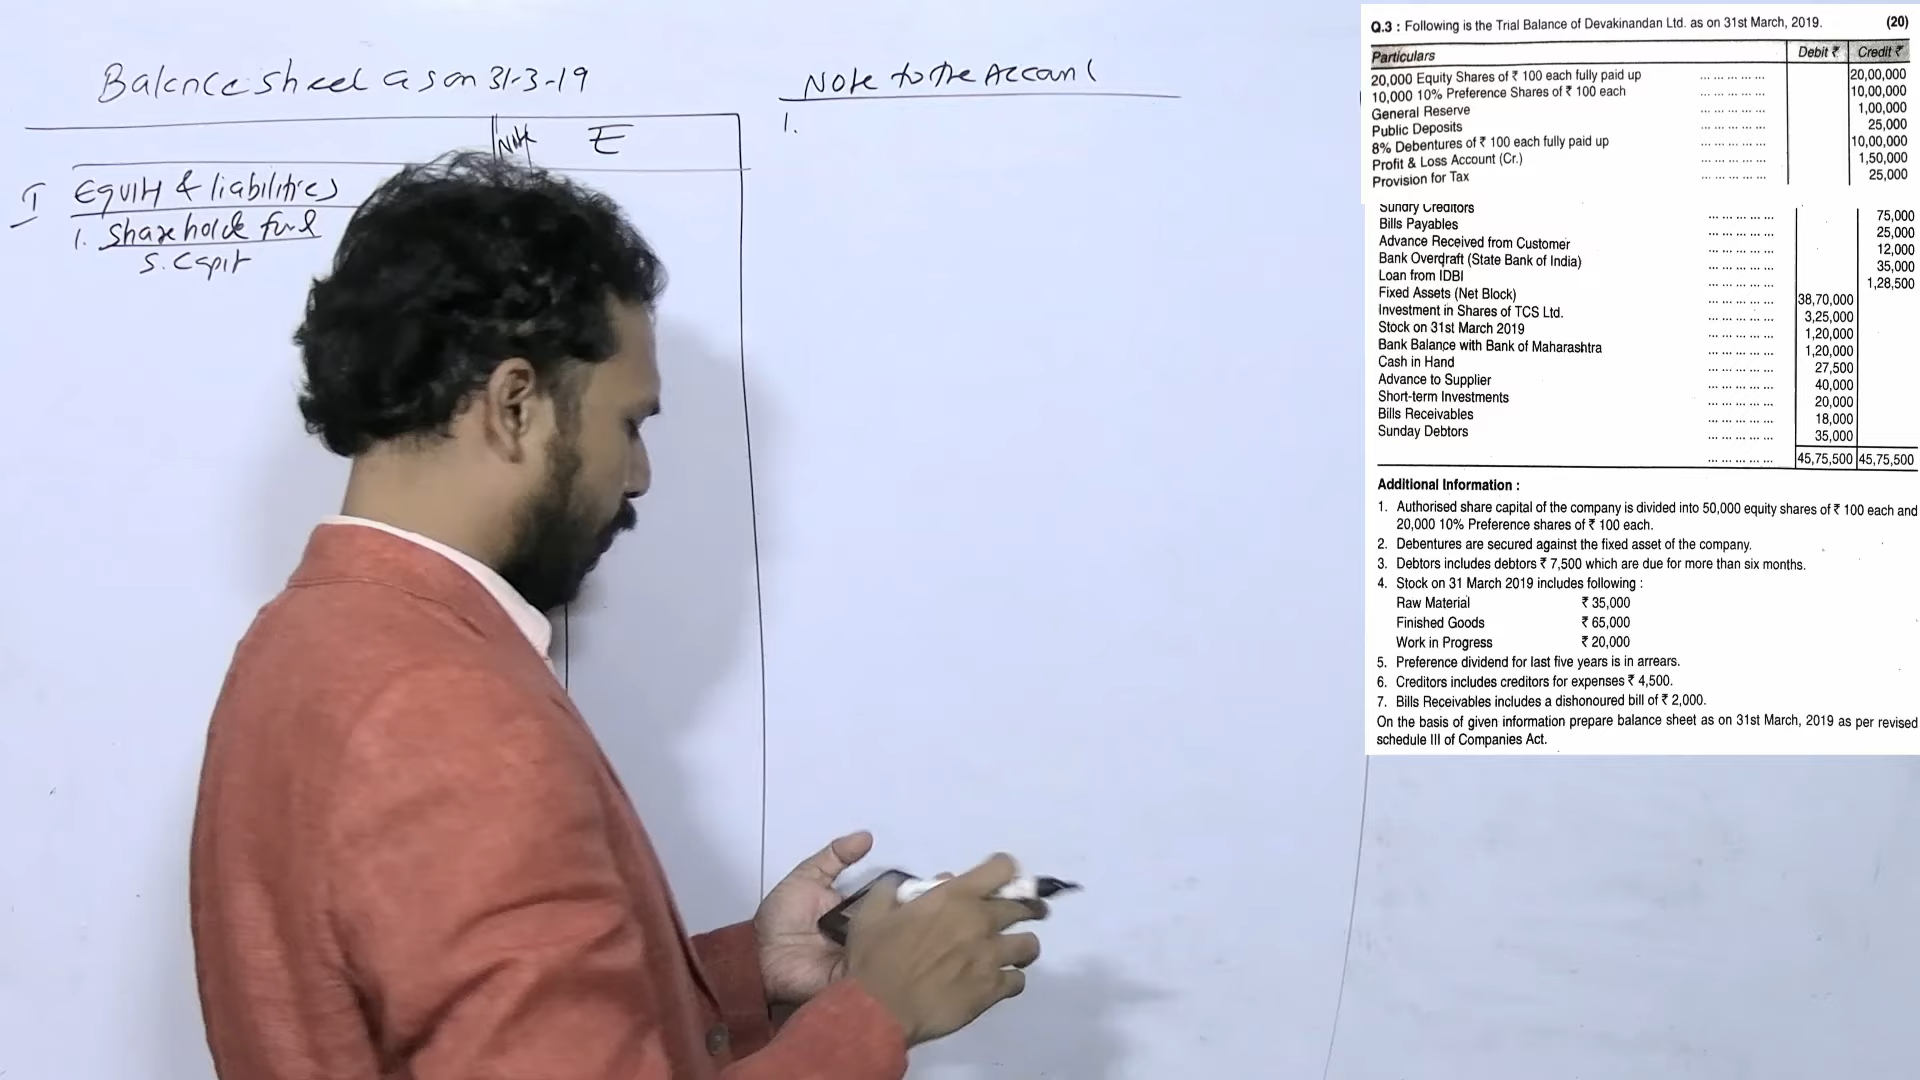 Balance sheet as on 31-3-19
Note
I Equity & liabilities
1. Shareholde fund
S. Capit
Note to the Account
1.
Q.3 : Following is the Trial Balance of Devakinandan Ltd. as on 31st March, 2019. (20)
Particulars Debit ₹ Credit ₹
20,000 Equity Shares of ₹ 100 each fully paid up ... ... ... ... ... 20,00,000
10,000 10% Preference Shares of ₹ 100 each ... ... ... ... ... 10,00,000
General Reserve ... ... ... ... ... 1,00,000
Public Deposits ... ... ... ... ... 25,000
8% Debentures of ₹ 100 each fully paid up ... ... ... ... ... 10,00,000
Profit & Loss Account (Cr.) ... ... ... ... ... 1,50,000
Provision for Tax ... ... ... ... ... 25,000
Sundry Creditors ... ... ... ... ... 75,000
Bills Payables ... ... ... ... ... 25,000
Advance Received from Customer ... ... ... ... ... 12,000
Bank Overdraft (State Bank of India) ... ... ... ... ... 35,000
Loan from IDBI ... ... ... ... ... 1,28,500
Fixed Assets (Net Block) ... ... ... ... ... 38,70,000
Investment in Shares of TCS Ltd. ... ... ... ... ... 3,25,000
Stock on 31st March 2019 ... ... ... ... ... 1,20,000
Bank Balance with Bank of Maharashtra ... ... ... ... ... 1,20,000
Cash in Hand ... ... ... ... ... 27,500
Advance to Supplier ... ... ... ... ... 40,000
Short-term Investments ... ... ... ... ... 20,000
Bills Receivables ... ... ... ... ... 18,000
Sunday Debtors ... ... ... ... ... 35,000
... ... ... ... ... 45,75,500 45,75,500
Additional Information :
1. Authorised share capital of the company is divided into 50,000 equity shares of ₹ 100 each and
20,000 10% Preference shares of ₹ 100 each.
2. Debentures are secured against the fixed asset of the company.
3. Debtors includes debtors ₹ 7,500 which are due for more than six months.
4. Stock on 31 March 2019 includes following :
Raw Material ₹ 35,000
Finished Goods ₹ 65,000
Work in Progress ₹ 20,000
5. Preference dividend for last five years is in arrears.
6. Creditors includes creditors for expenses ₹ 4,500.
7. Bills Receivables includes a dishonoured bill of ₹ 2,000.
On the basis of given information prepare balance sheet as on 31st March, 2019 as per revised
schedule III of Companies Act.